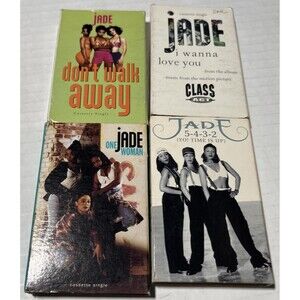 JADE
don't walk
away
Cassette Single
cassette single
JADE
i wanna
love you
from the album
music from the motion picture
CLASS
ACT
JADE
ONE
WOMAN
cassette single
JADE
5-4-3-2
(YO! TIME IS UP)